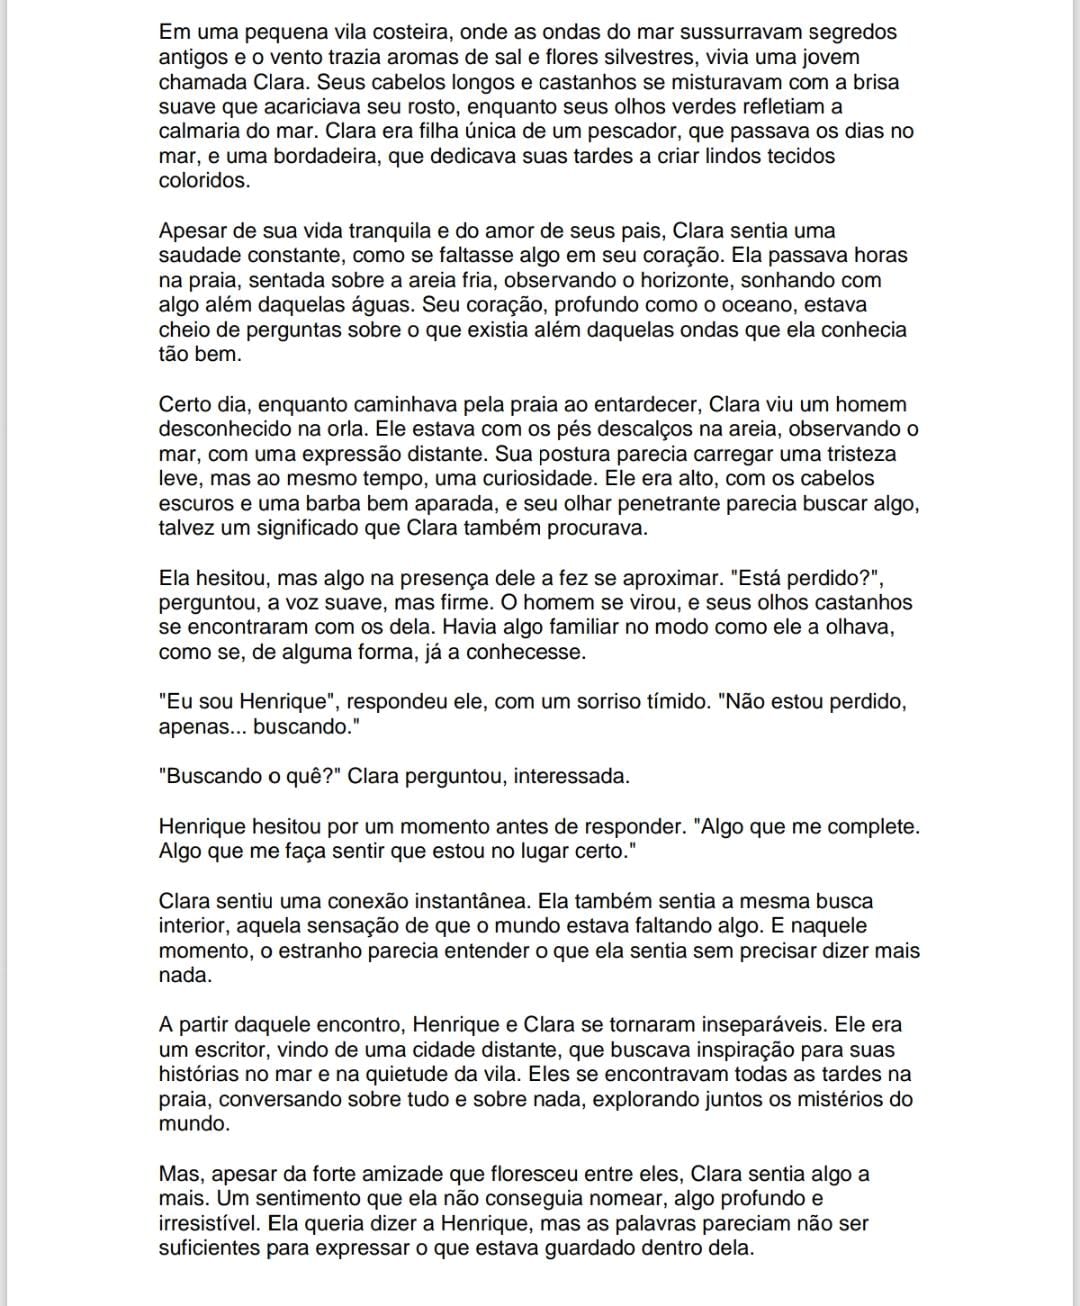 Em uma pequena vila costeira, onde as ondas do mar sussurravam segredos
antigos e o vento trazia aromas de sal e flores silvestres, vivia uma jovem
chamada Clara. Seus cabelos longos e castanhos se misturavam com a brisa
suave que acariciava seu rosto, enquanto seus olhos verdes refletiam a
calmaria do mar. Clara era filha única de um pescador, que passava os dias no
mar, e uma bordadeira, que dedicava suas tardes a criar lindos tecidos
coloridos.
Apesar de sua vida tranquila e do amor de seus pais, Clara sentia uma
saudade constante, como se faltasse algo em seu coração. Ela passava horas
na praia, sentada sobre a areia fria, observando o horizonte, sonhando com
algo além daquelas águas. Seu coração, profundo como o oceano, estava
cheio de perguntas sobre o que existia além daquelas ondas que ela conhecia
tão bem.
Certo dia, enquanto caminhava pela praia ao entardecer, Clara viu um homem
desconhecido na orla. Ele estava com os pés descalços na areia, observando o
mar, com uma expressão distante. Sua postura parecia carregar uma tristeza
leve, mas ao mesmo tempo, uma curiosidade. Ele era alto, com os cabelos
escuros e uma barba bem aparada, e seu olhar penetrante parecia buscar algo,
talvez um significado que Clara também procurava.
Ela hesitou, mas algo na presença dele a fez se aproximar. "Está perdido?",
perguntou, a voz suave, mas firme. O homem se virou, e seus olhos castanhos
se encontraram com os dela. Havia algo familiar no modo como ele a olhava,
como se, de alguma forma, já a conhecesse.
"Eu sou Henrique", respondeu ele, com um sorriso tímido. "Não estou perdido,
apenas... buscando."
"Buscando o quê?" Clara perguntou, interessada.
Henrique hesitou por um momento antes de responder. "Algo que me complete.
Algo que me faça sentir que estou no lugar certo."
Clara sentiu uma conexão instantânea. Ela também sentia a mesma busca
interior, aquela sensação de que o mundo estava faltando algo. E naquele
momento, o estranho parecia entender o que ela sentia sem precisar dizer mais
nada.
A partir daquele encontro, Henrique e Clara se tornaram inseparáveis. Ele era
um escritor, vindo de uma cidade distante, que buscava inspiração para suas
histórias no mar e na quietude da vila. Eles se encontravam todas as tardes na
praia, conversando sobre tudo e sobre nada, explorando juntos os mistérios do
mundo.
Mas, apesar da forte amizade que floresceu entre eles, Clara sentia algo a
mais. Um sentimento que ela não conseguia nomear, algo profundo e
irresistível. Ela queria dizer a Henrique, mas as palavras pareciam não ser
suficientes para expressar o que estava guardado dentro dela.